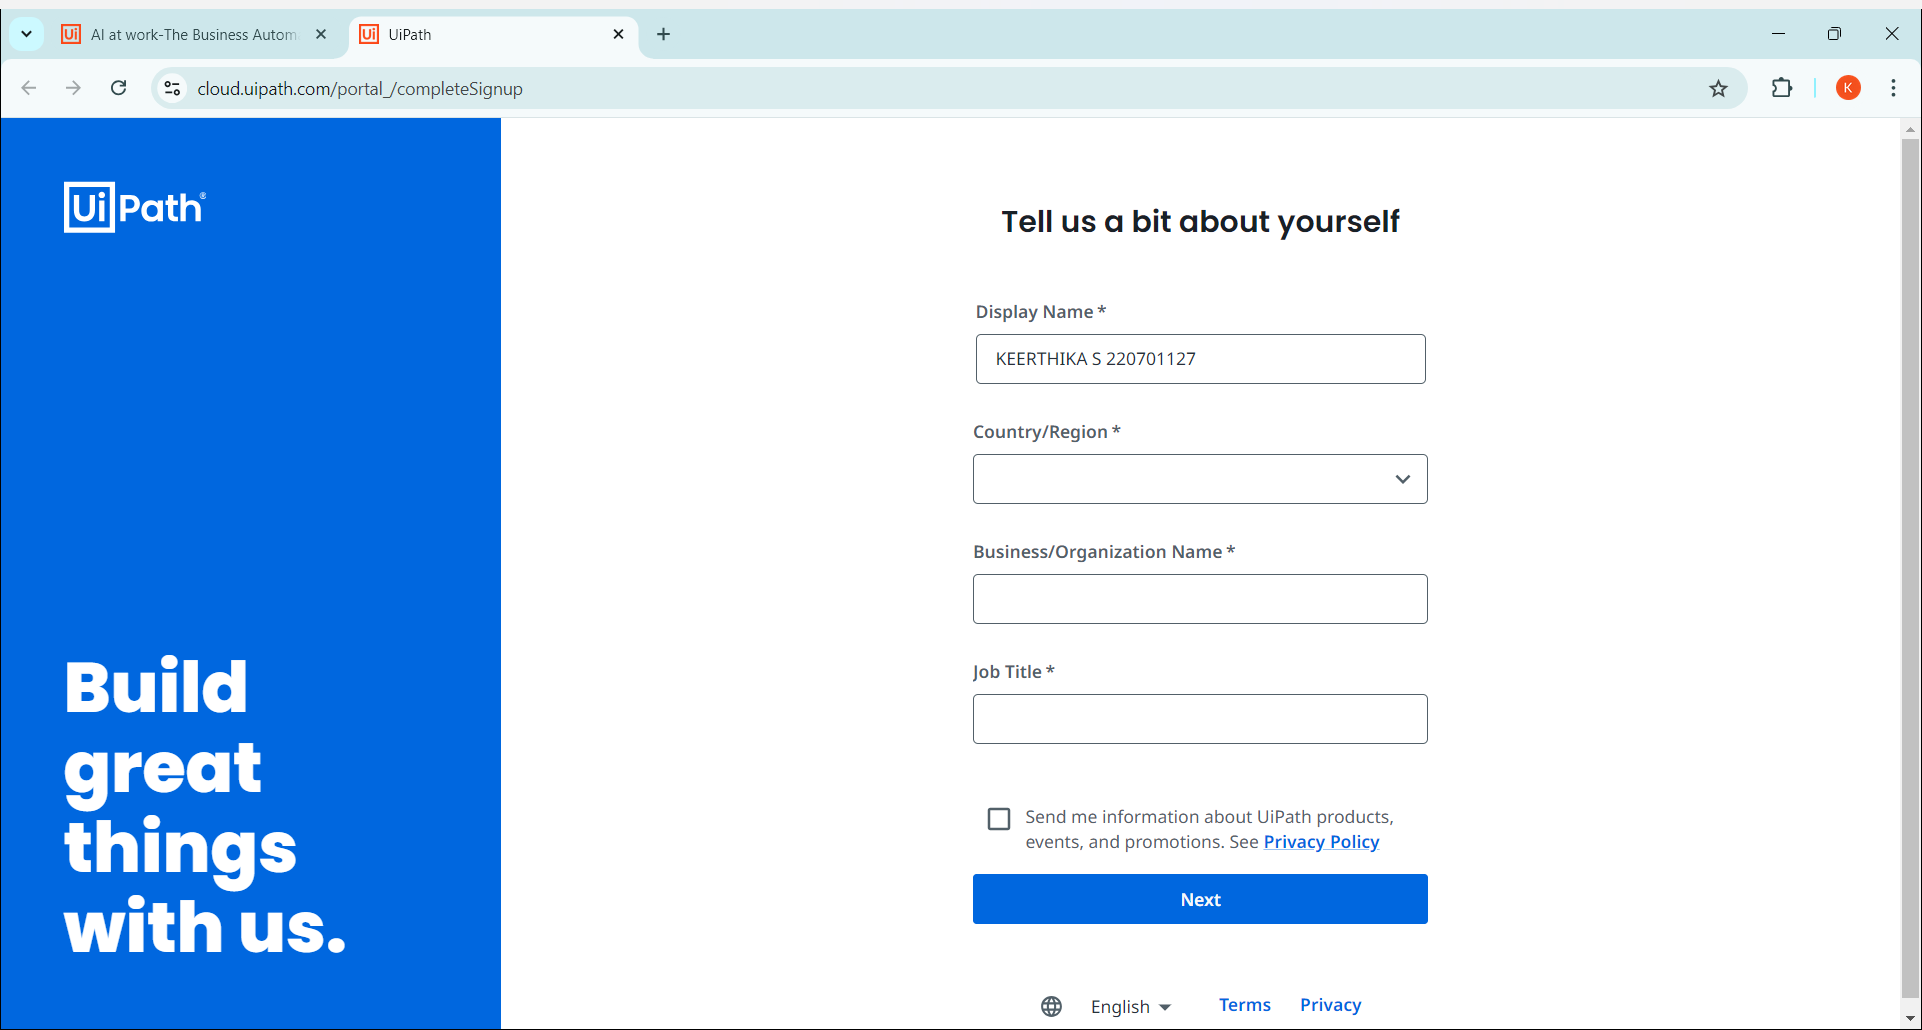 Ui AI at work-The Business Autom
Ui UiPath
cloud.uipath.com/portal_/completeSignup
K
UiPath®
Build
great
things
with us.
Tell us a bit about yourself
Display Name *
KEERTHIKA S 220701127
Country/Region *
Business/Organization Name *
Job Title *
Send me information about UiPath products,
events, and promotions. See Privacy Policy
Next
English Terms Privacy